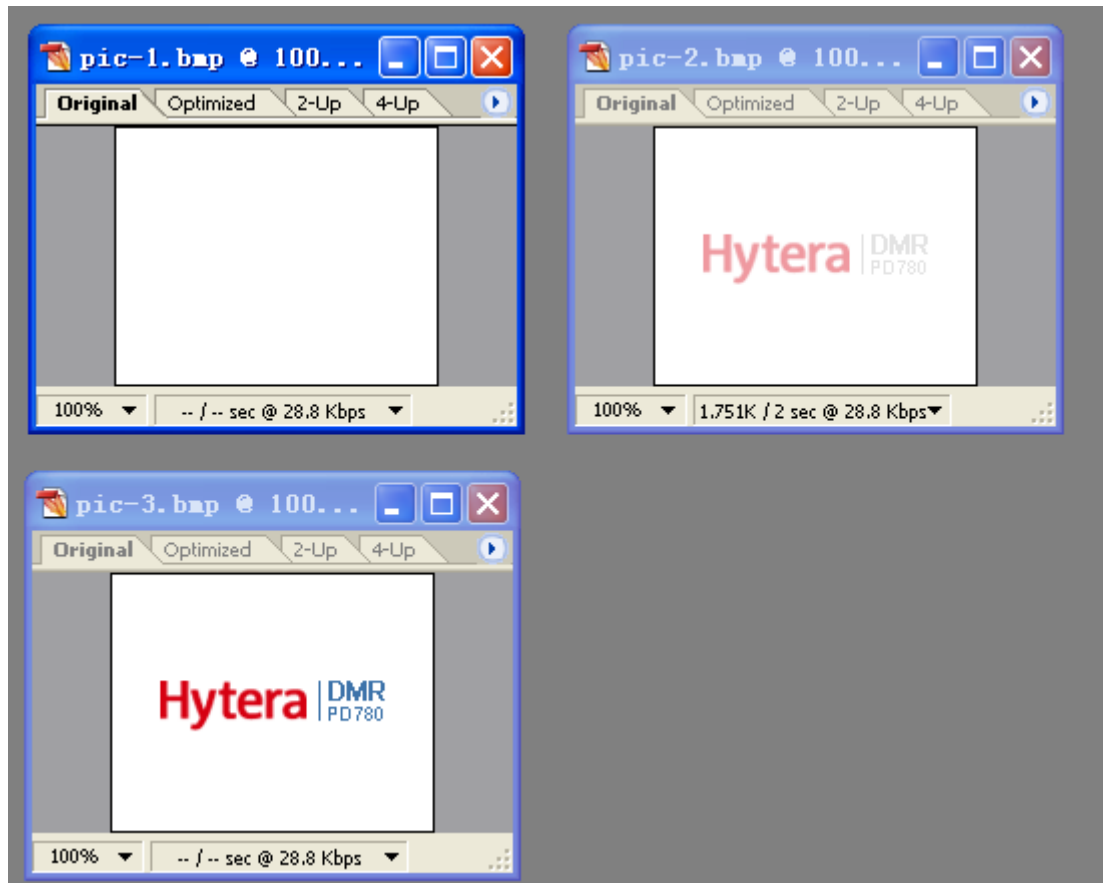 pic-1.bmp @ 100...
Original Optimized 2-Up 4-Up
100% -- / -- sec @ 28.8 Kbps
pic-2.bmp @ 100...
Original Optimized 2-Up 4-Up
Hytera DMR
PD780
100% 1.751K / 2 sec @ 28.8 Kbps
pic-3.bmp @ 100...
Original Optimized 2-Up 4-Up
Hytera DMR
PD780
100% -- / -- sec @ 28.8 Kbps